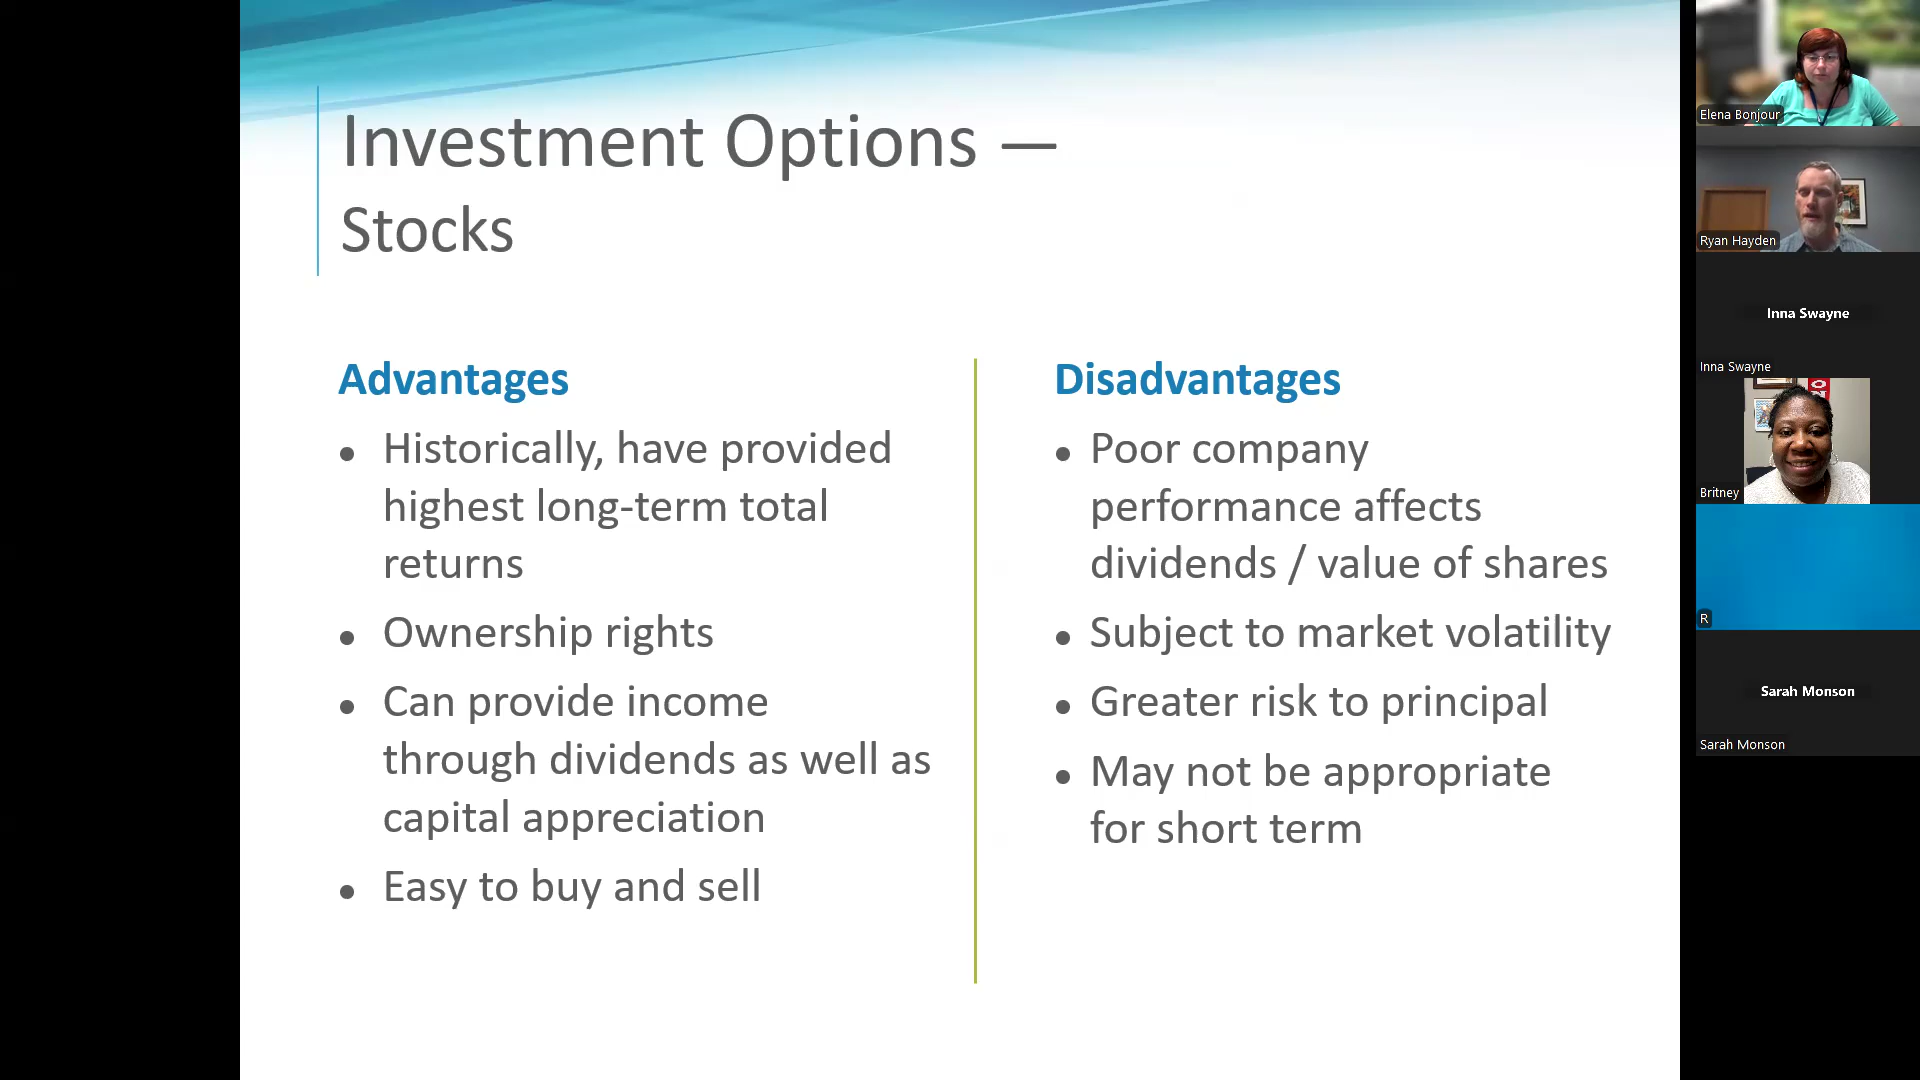 Investment Options —
Stocks
Advantages
• Historically, have provided
highest long-term total
returns
• Ownership rights
• Can provide income
through dividends as well as
capital appreciation
• Easy to buy and sell
Disadvantages
• Poor company
performance affects
dividends / value of shares
• Subject to market volatility
• Greater risk to principal
• May not be appropriate
for short term
Elena Bonjour
Ryan Hayden
Inna Swayne
Inna Swayne
Britney
R
Sarah Monson
Sarah Monson